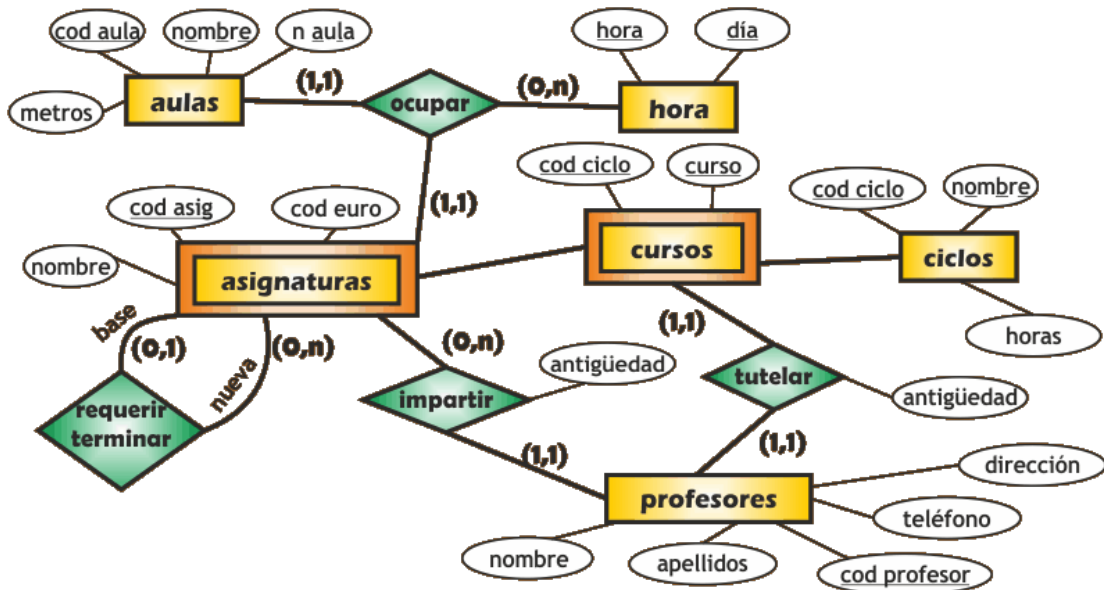 cod aula
nombre
n aula
hora
día
(1,1)
(0,n)
metros
aulas
ocupar
hora
cod ciclo
curso
cod ciclo
nombre
cod asig
cod euro
(1,1)
nombre
asignaturas
cursos
ciclos
base
(0,1)
(0,n)
nueva
(0,n)
antigüedad
(1,1)
horas
requerir
terminar
impartir
tutelar
antigüedad
(1,1)
(1,1)
dirección
profesores
teléfono
nombre
apellidos
cod profesor